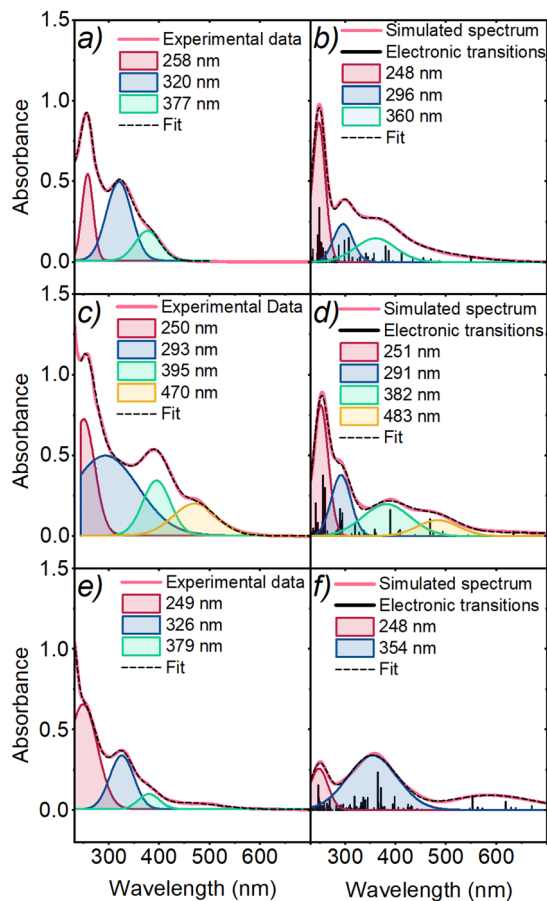 a)
Experimental data
258 nm
320 nm
377 nm
Fit
b)
Simulated spectrum
Electronic transitions
248 nm
296 nm
360 nm
Fit
1.5
1.0
0.5
0.0
Absorbance
c)
Experimental Data
250 nm
293 nm
395 nm
470 nm
Fit
d)
Simulated spectrum
Electronic transitions
251 nm
291 nm
382 nm
483 nm
Fit
1.5
1.0
0.5
0.0
Absorbance
e)
Experimental data
249 nm
326 nm
379 nm
Fit
f)
Simulated spectrum
Electronic transitions
248 nm
354 nm
Fit
1.5
1.0
0.5
0.0
Absorbance
300 400 500 600
300 400 500 600
Wavelength (nm)
Wavelength (nm)